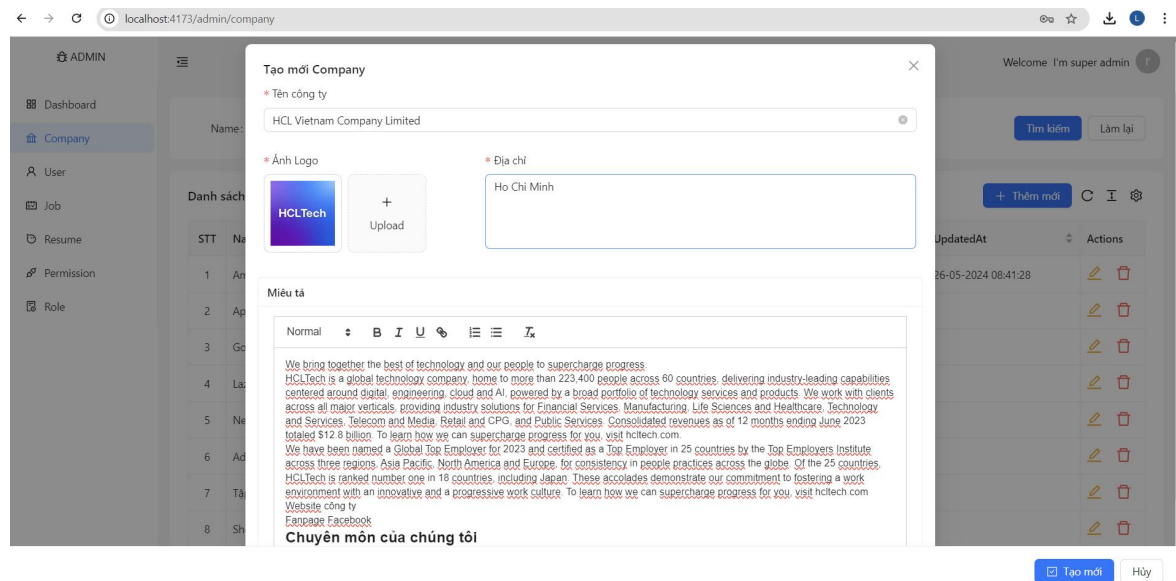 localhost:4173/admin/company
L
ADMIN
Welcome I'm super admin
I'
Dashboard
Company
User
Job
Resume
Permission
Role
Name:
Tìm kiếm
Làm lại
Danh sách
+ Thêm mới
STT
UpdatedAt
Actions
1
26-05-2024 08:41:28
2
3
4
5
6
7
8
Tạo mới Company
* Tên công ty
HCL Vietnam Company Limited
* Ảnh Logo
* Địa chỉ
HCLTech
+
Upload
Ho Chi Minh
Miêu tả
Normal B I U
We bring together the best of technology and our people to supercharge progress.
HCLTech is a global technology company, home to more than 223,400 people across 60 countries, delivering industry-leading capabilities
centered around digital, engineering, cloud and AI, powered by a broad portfolio of technology services and products. We work with clients
across all major verticals, providing industry solutions for Financial Services, Manufacturing, Life Sciences and Healthcare, Technology
and Services, Telecom and Media, Retail and CPG, and Public Services. Consolidated revenues as of 12 months ending June 2023
totaled $12.8 billion. To learn how we can supercharge progress for you, visit hcltech.com.
We have been named a Global Top Employer for 2023 and certified as a Top Employer in 25 countries by the Top Employers Institute
across three regions, Asia Pacific, North America and Europe, for consistency in people practices across the globe. Of the 25 countries,
HCLTech is ranked number one in 18 countries, including Japan. These accolades demonstrate our commitment to fostering a work
environment with an innovative and a progressive work culture. To learn how we can supercharge progress for you, visit hcltech.com
Website công ty
Fanpage Facebook
Chuyên môn của chúng tôi
Tạo mới
Hủy